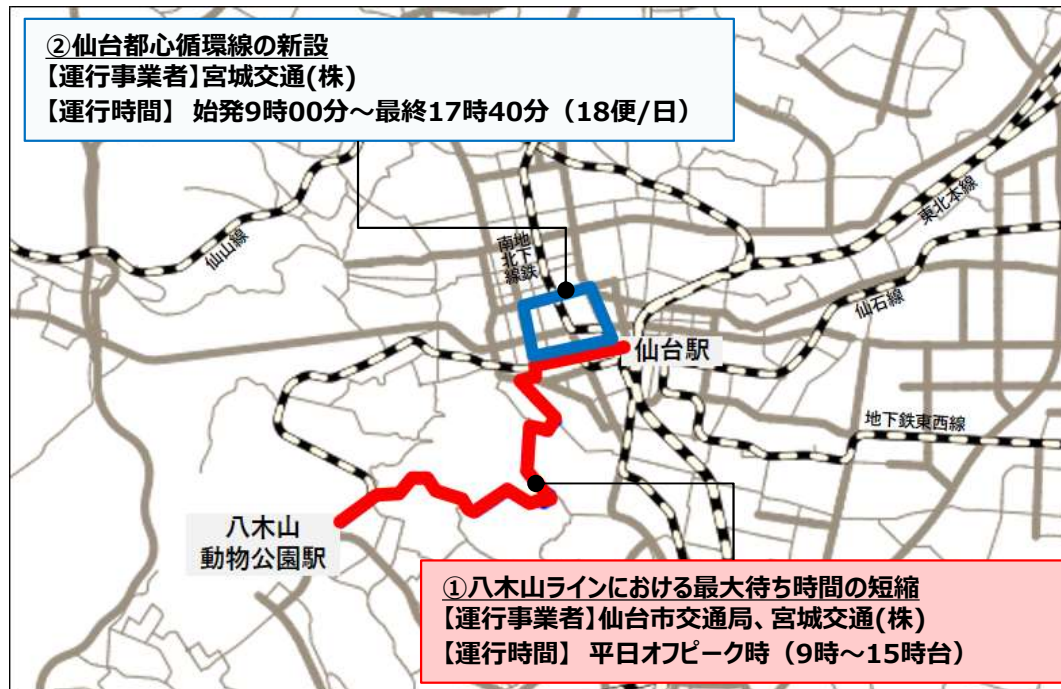 ②仙台都心循環線の新設
【運行事業者】宮城交通(株)
【運行時間】 始発9時00分～最終17時40分（18便/日）
仙山線
南北線
地下鉄
東北本線
仙石線
仙台駅
地下鉄東西線
八木山
動物公園駅
①八木山ラインにおける最大待ち時間の短縮
【運行事業者】仙台市交通局、宮城交通(株)
【運行時間】 平日オフピーク時（9時～15時台）